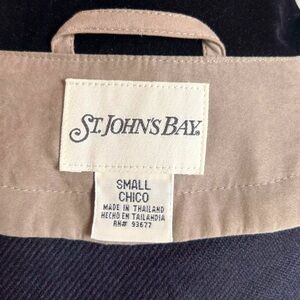 ST. JOHN'S BAY®
SMALL
CHICO
MADE IN THAILAND
HECHO EN TAILANDIA
RN# 93677